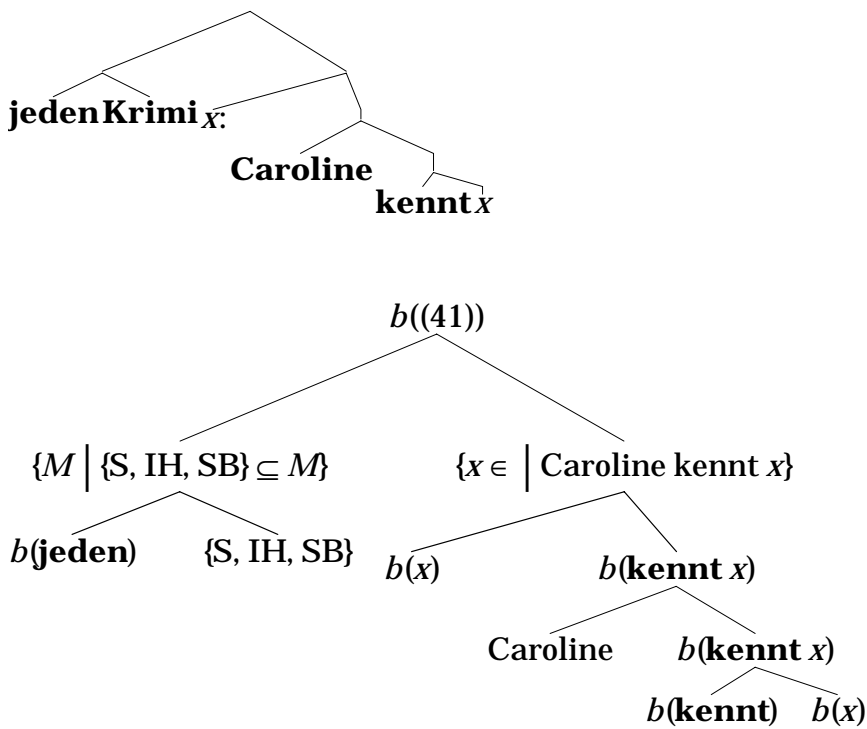 jeden Krimi x:
Caroline
kennt x
b((41))
{M | {S, IH, SB} ⊆ M} {x ∈ | Caroline kennt x}
b(jeden) {S, IH, SB} b(x) b(kennt x)
Caroline b(kennt x)
b(kennt) b(x)